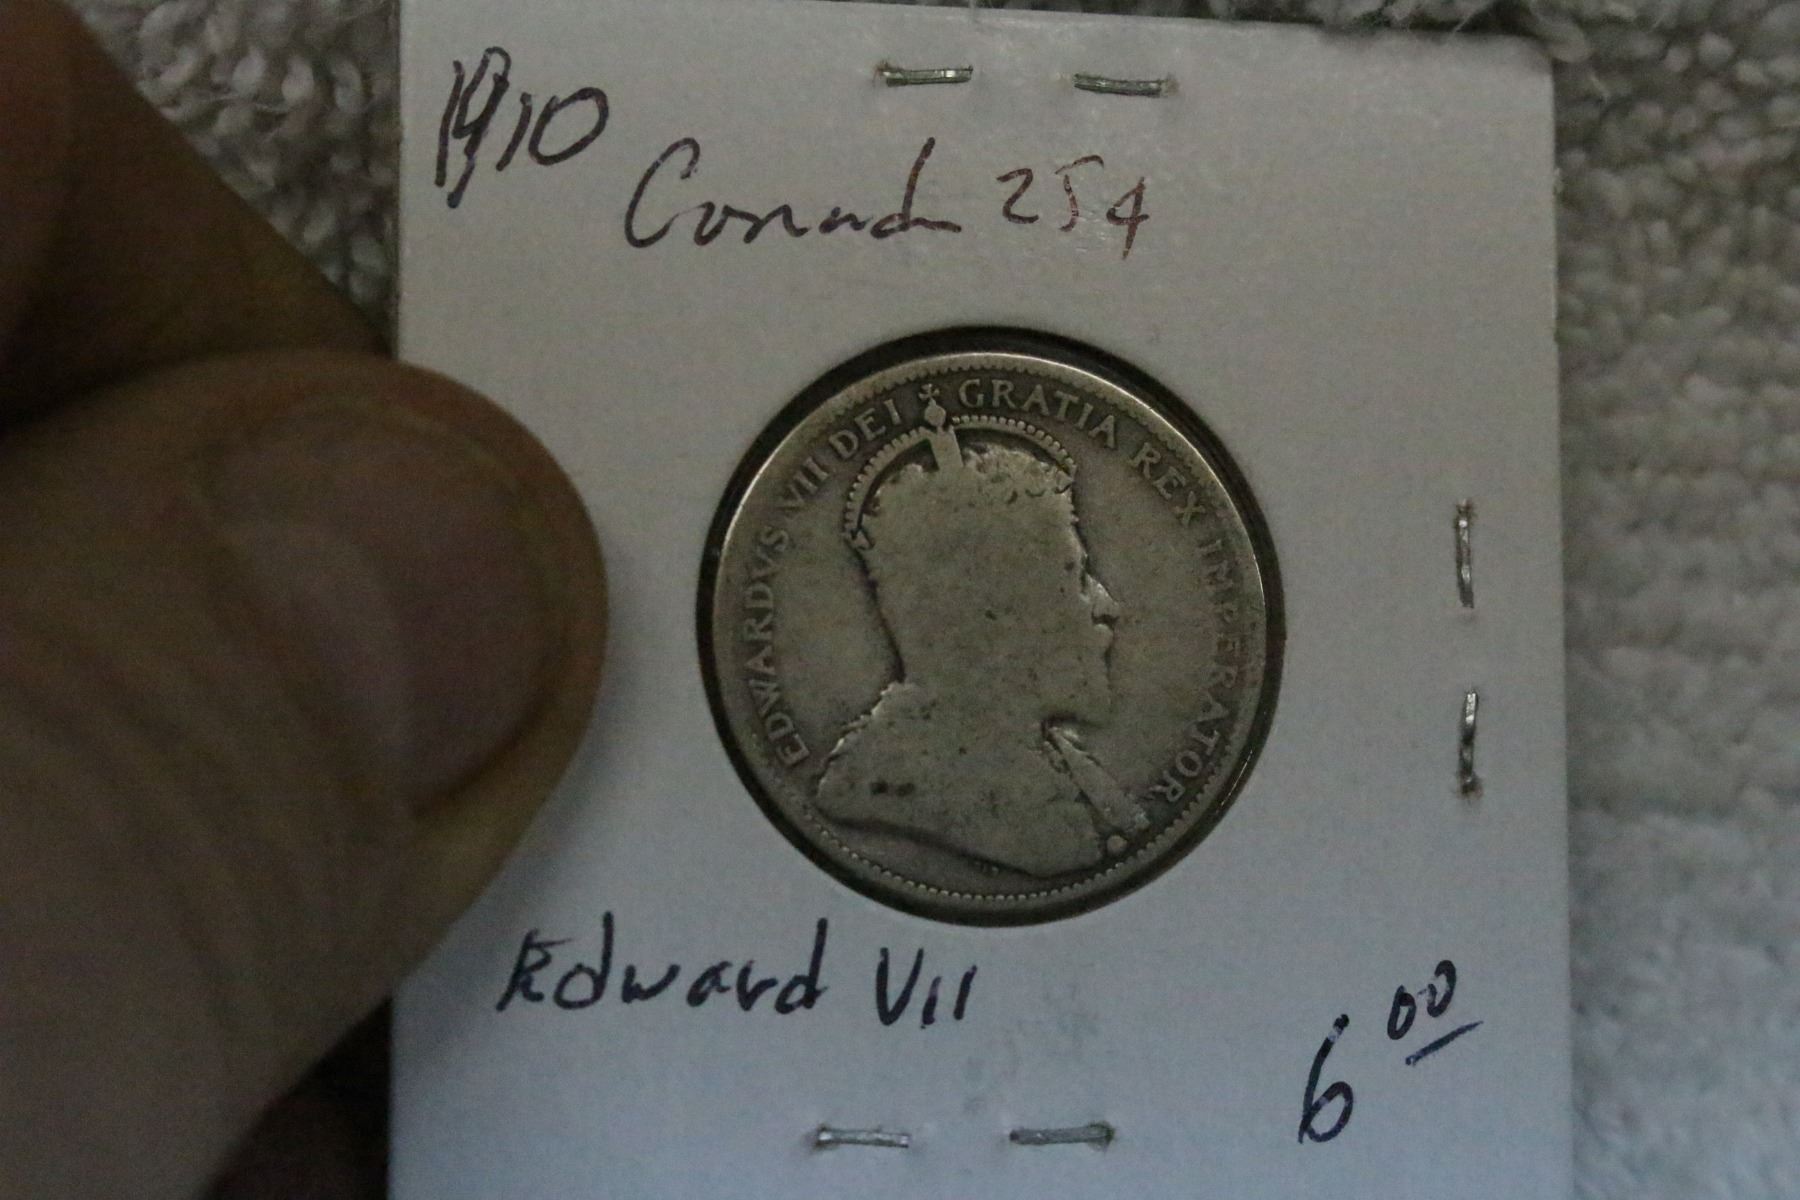 1910
Canada 25¢
EDWARDVS VII DEI GRATIA REX IMPERATOR
Edward VII
6.00